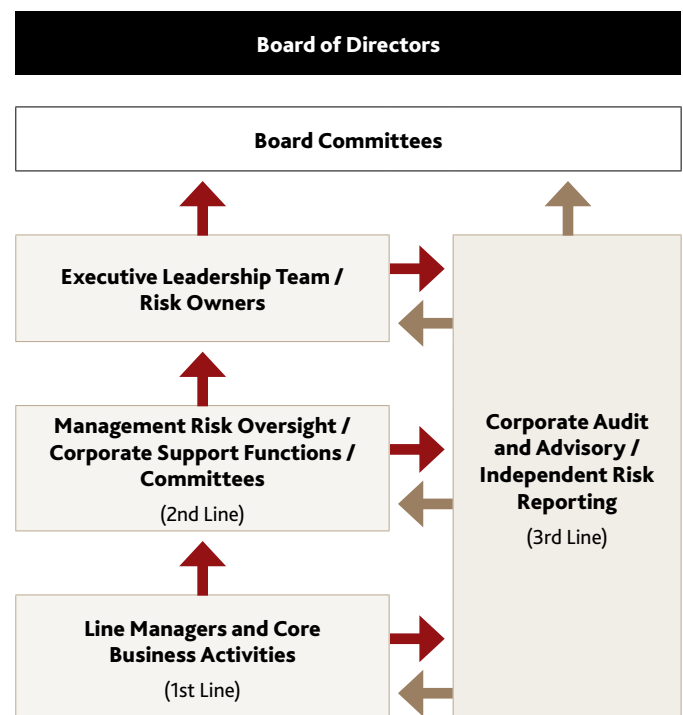 Board of Directors
Board Committees
Executive Leadership Team /
Risk Owners
Management Risk Oversight /
Corporate Support Functions /
Committees
(2nd Line)
Corporate Audit
and Advisory /
Independent Risk
Reporting
(3rd Line)
Line Managers and Core
Business Activities
(1st Line)